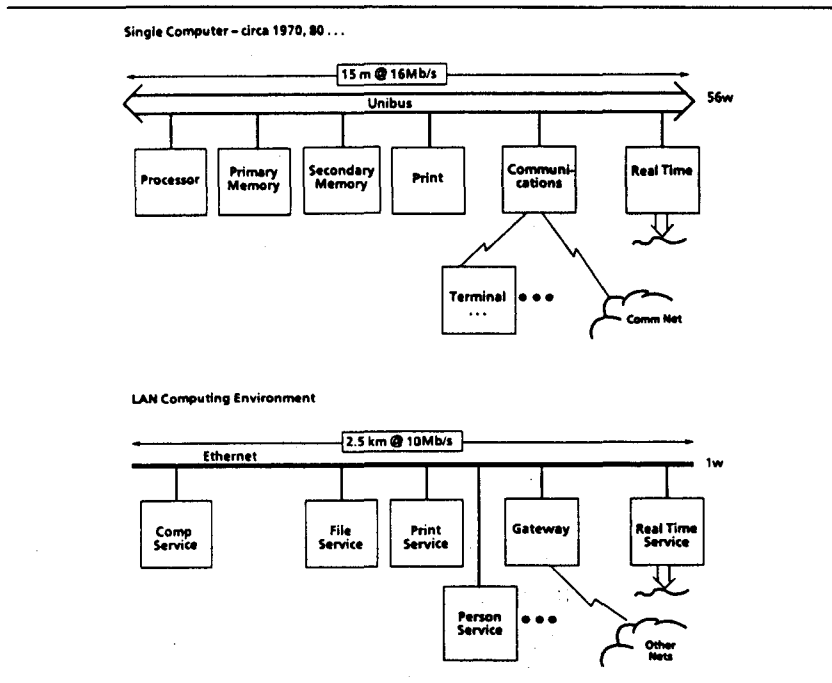 Single Computer – circa 1970, 80 . . .
15 m @ 16Mb/s
Unibus
56w
Processor
Primary
Memory
Secondary
Memory
Print
Communi-
cations
Real Time
Terminal
. . .
Comm Net
LAN Computing Environment
2.5 km @ 10Mb/s
Ethernet
1w
Comp
Service
File
Service
Print
Service
Gateway
Real Time
Service
Person
Service
Other
Nets